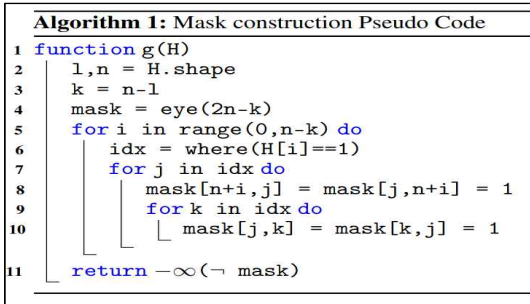 Algorithm 1: Mask construction Pseudo Code
1 function g(H)
2 l,n = H.shape
3 k = n-l
4 mask = eye(2n-k)
5 for i in range(0,n-k) do
6 idx = where(H[i]==1)
7 for j in idx do
8 mask[n+i,j] = mask[j,n+i] = 1
9 for k in idx do
10 mask[j,k] = mask[k,j] = 1
11 return −∞(¬ mask)